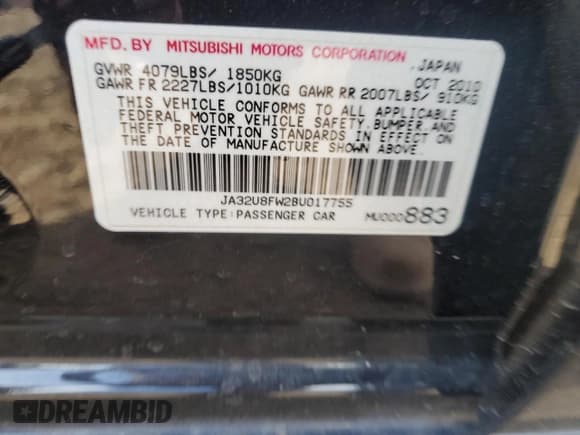 MFD. BY MITSUBISHI MOTORS CORPORATION. JAPAN
GVWR 4079LBS/ 1850KG OCT 2010
GAWR FR 2227LBS/1010KG GAWR RR 2007LBS/ 910KG
THIS VEHICLE CONFORMS TO ALL APPLICABLE
FEDERAL MOTOR VEHICLE SAFETY,BUMPER,AND
THEFT PREVENTION STANDARDS IN EFFECT ON
THE DATE OF MANUFACTURE SHOWN ABOVE.
JA32U8FW2BU017755
VEHICLE TYPE:PASSENGER CAR MU000883
DREAMBID